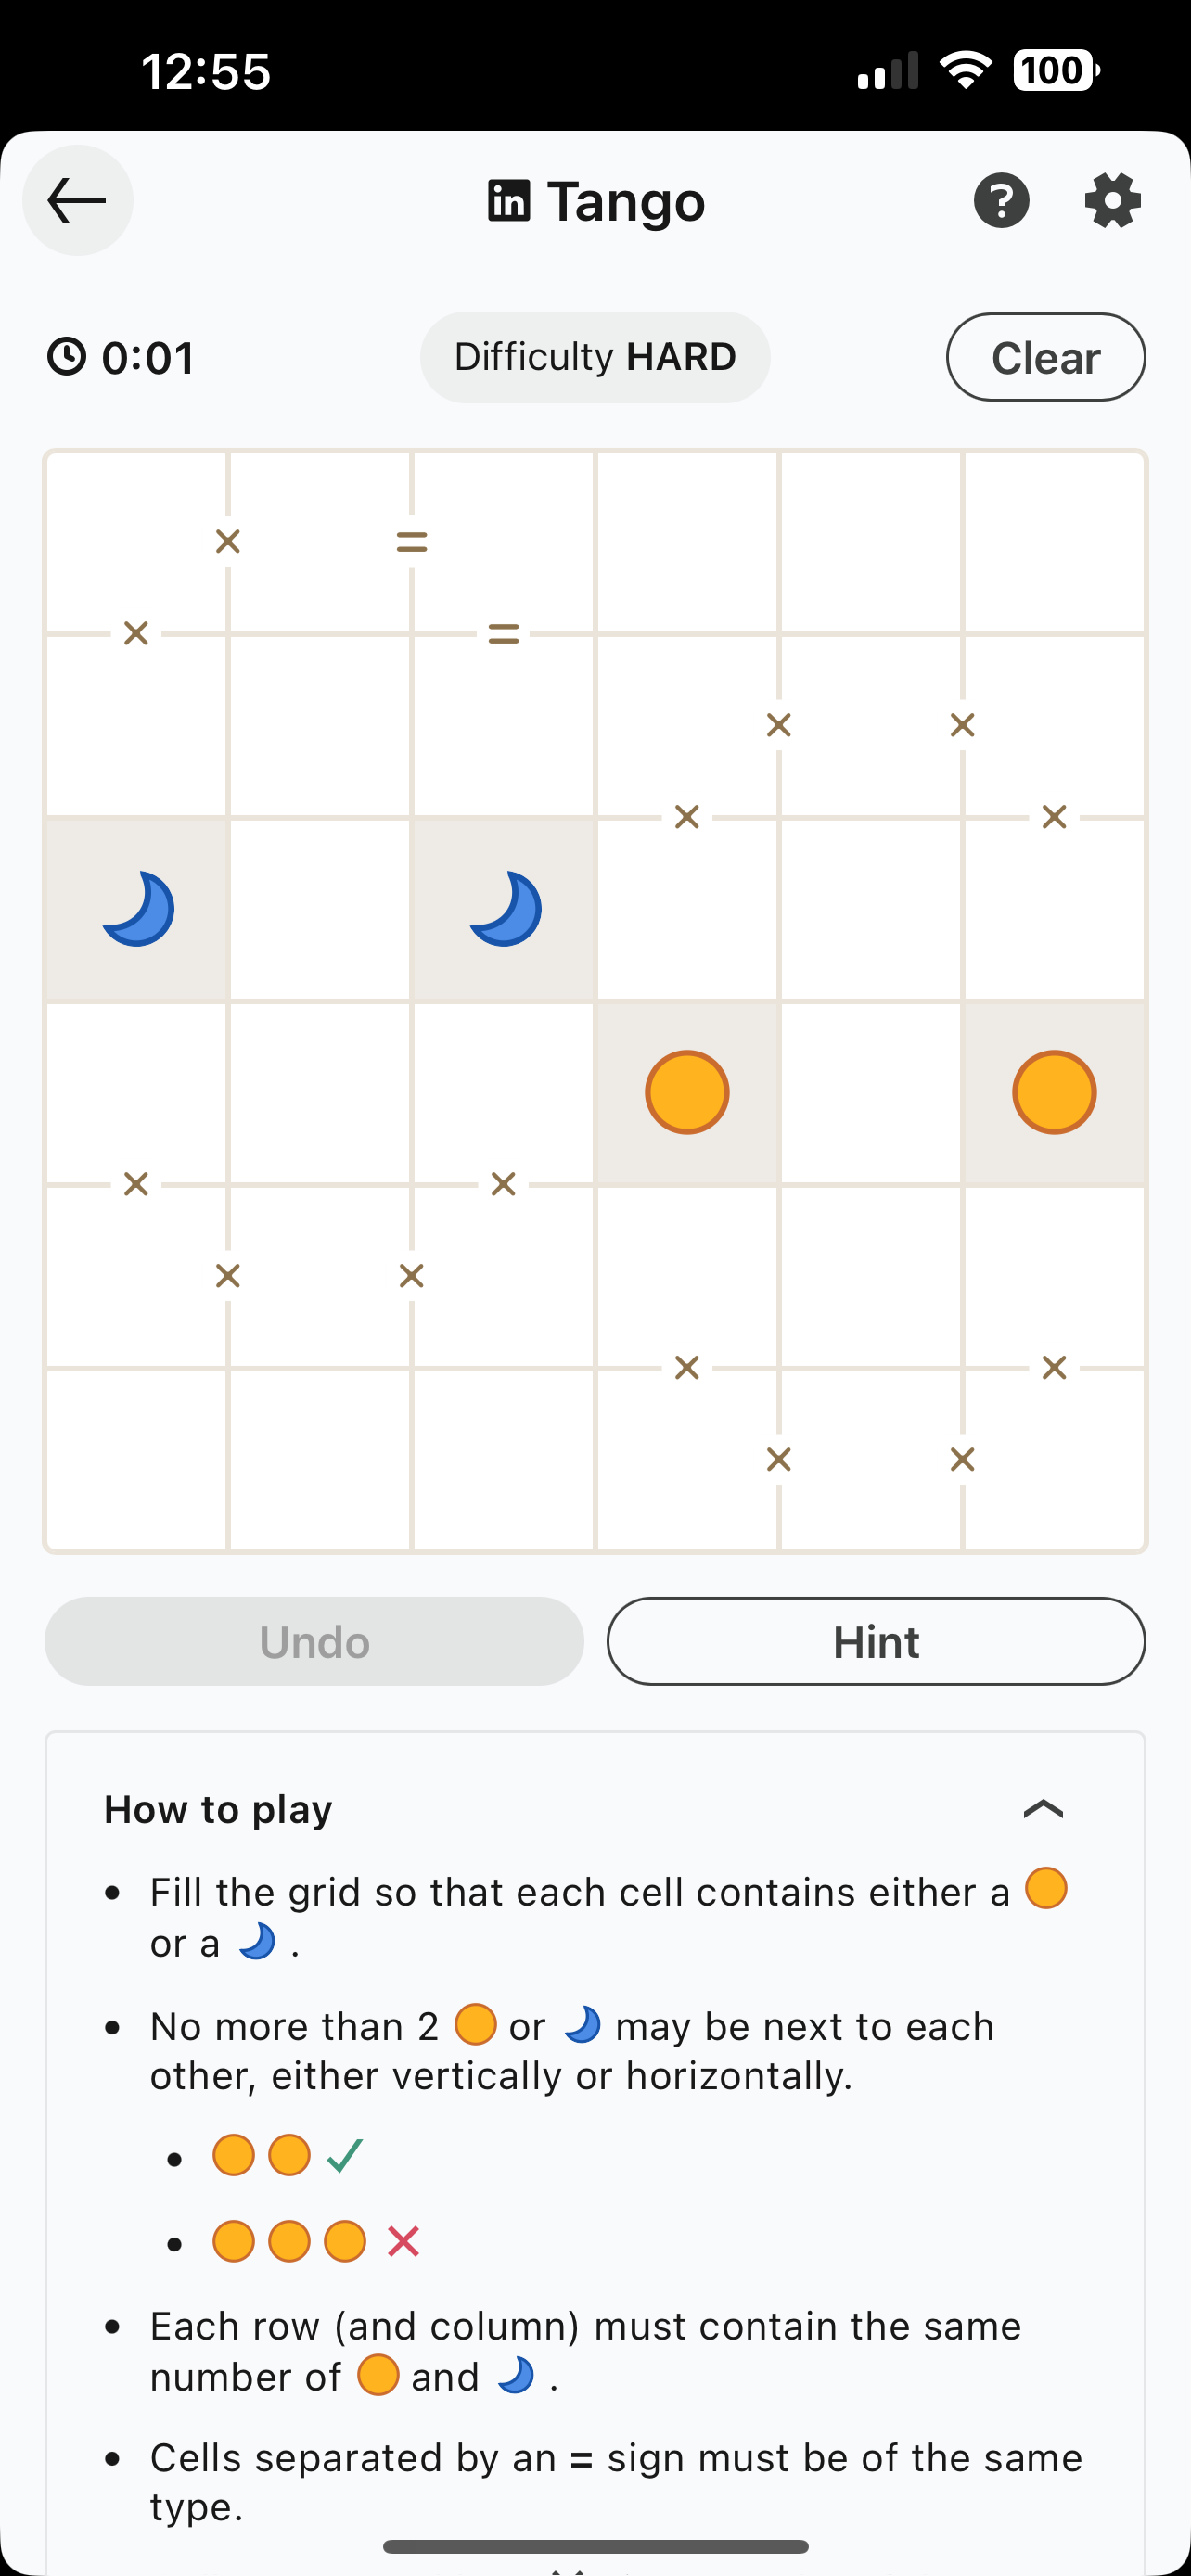 12:55
100
in Tango
?
0:01
Difficulty HARD
Clear
× =
× =
× ×
× ×
× ×
× ×
× ×
× ×
Undo
Hint
How to play
• Fill the grid so that each cell contains either a
or a .
• No more than 2 or may be next to each
other, either vertically or horizontally.
• Each row (and column) must contain the same
number of and .
• Cells separated by an = sign must be of the same
type.